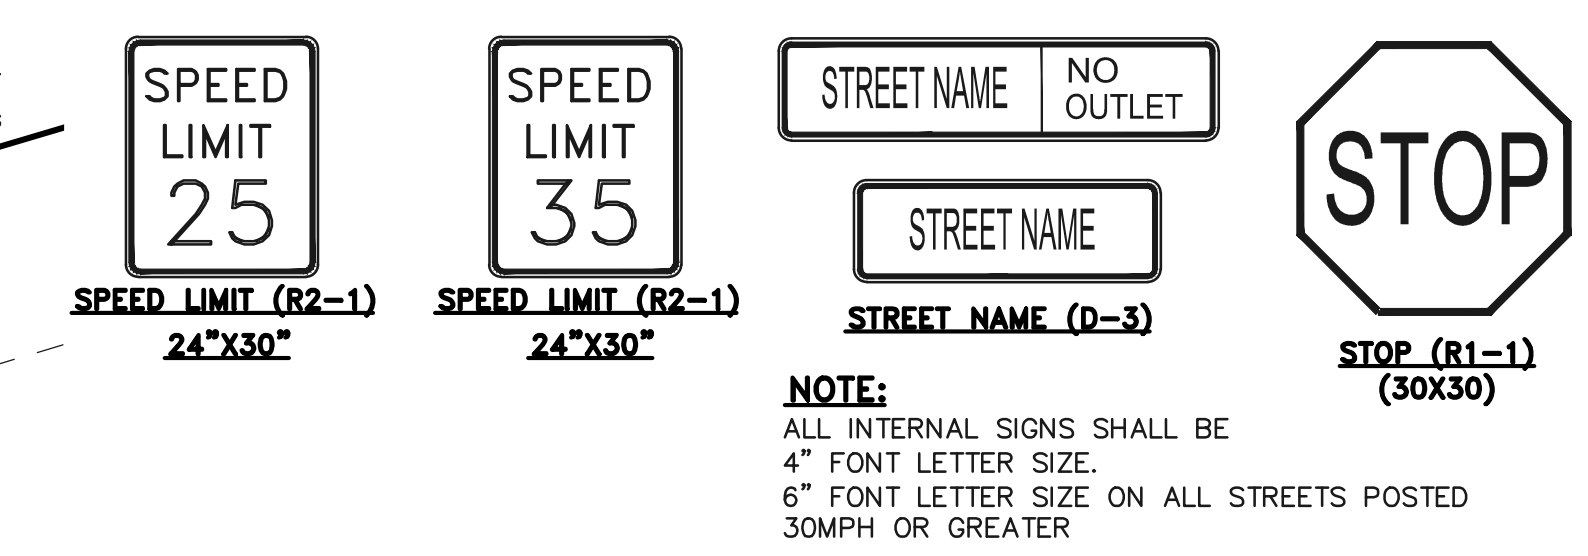 SPEED
LIMIT
25
SPEED LIMIT (R2-1)
24”X30”
SPEED
LIMIT
35
SPEED LIMIT (R2-1)
24”X30”
STREET NAME
NO
OUTLET
STREET NAME
STREET NAME (D-3)
STOP
STOP (R1-1)
(30X30)
NOTE:
ALL INTERNAL SIGNS SHALL BE
4” FONT LETTER SIZE.
6” FONT LETTER SIZE ON ALL STREETS POSTED
30MPH OR GREATER